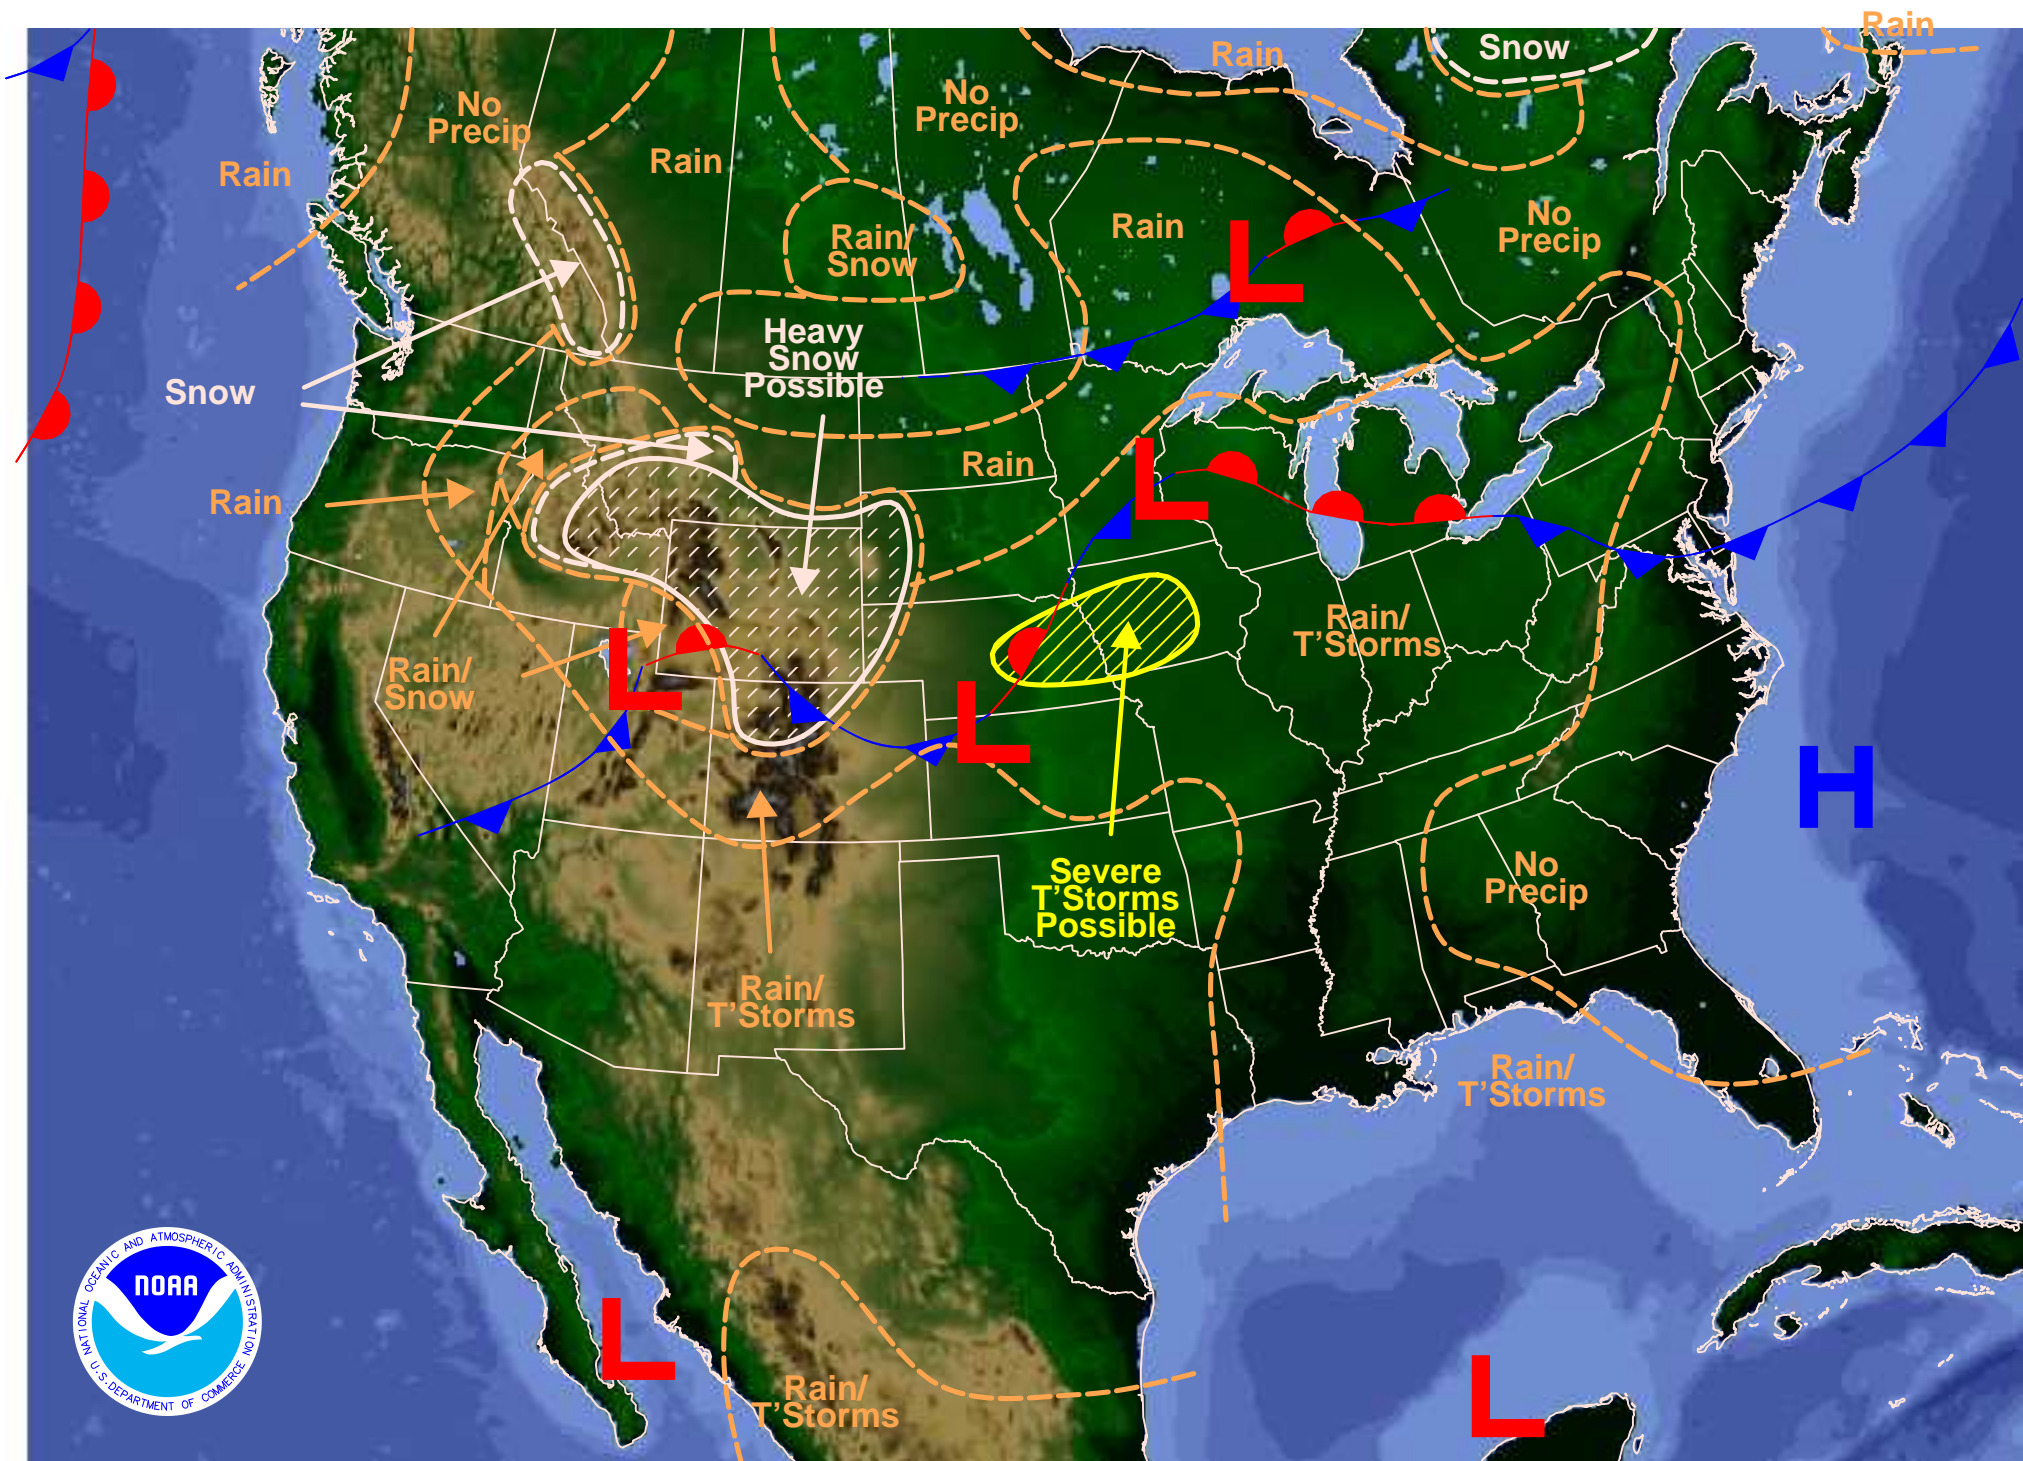 Rain
Snow
Rain
No
Precip
No
Precip
Rain
Rain
Rain
No
Precip
Rain/
Snow
Heavy
Snow
Possible
Snow
Rain
Rain
Rain/
T'Storms
Rain/
Snow
Severe
T'Storms
Possible
No
Precip
Rain/
T'Storms
Rain/
T'Storms
Rain/
T'Storms
L
L
L
L
L
L
H
NATIONAL OCEANIC AND ATMOSPHERIC ADMINISTRATION
NOAA
U.S. DEPARTMENT OF COMMERCE